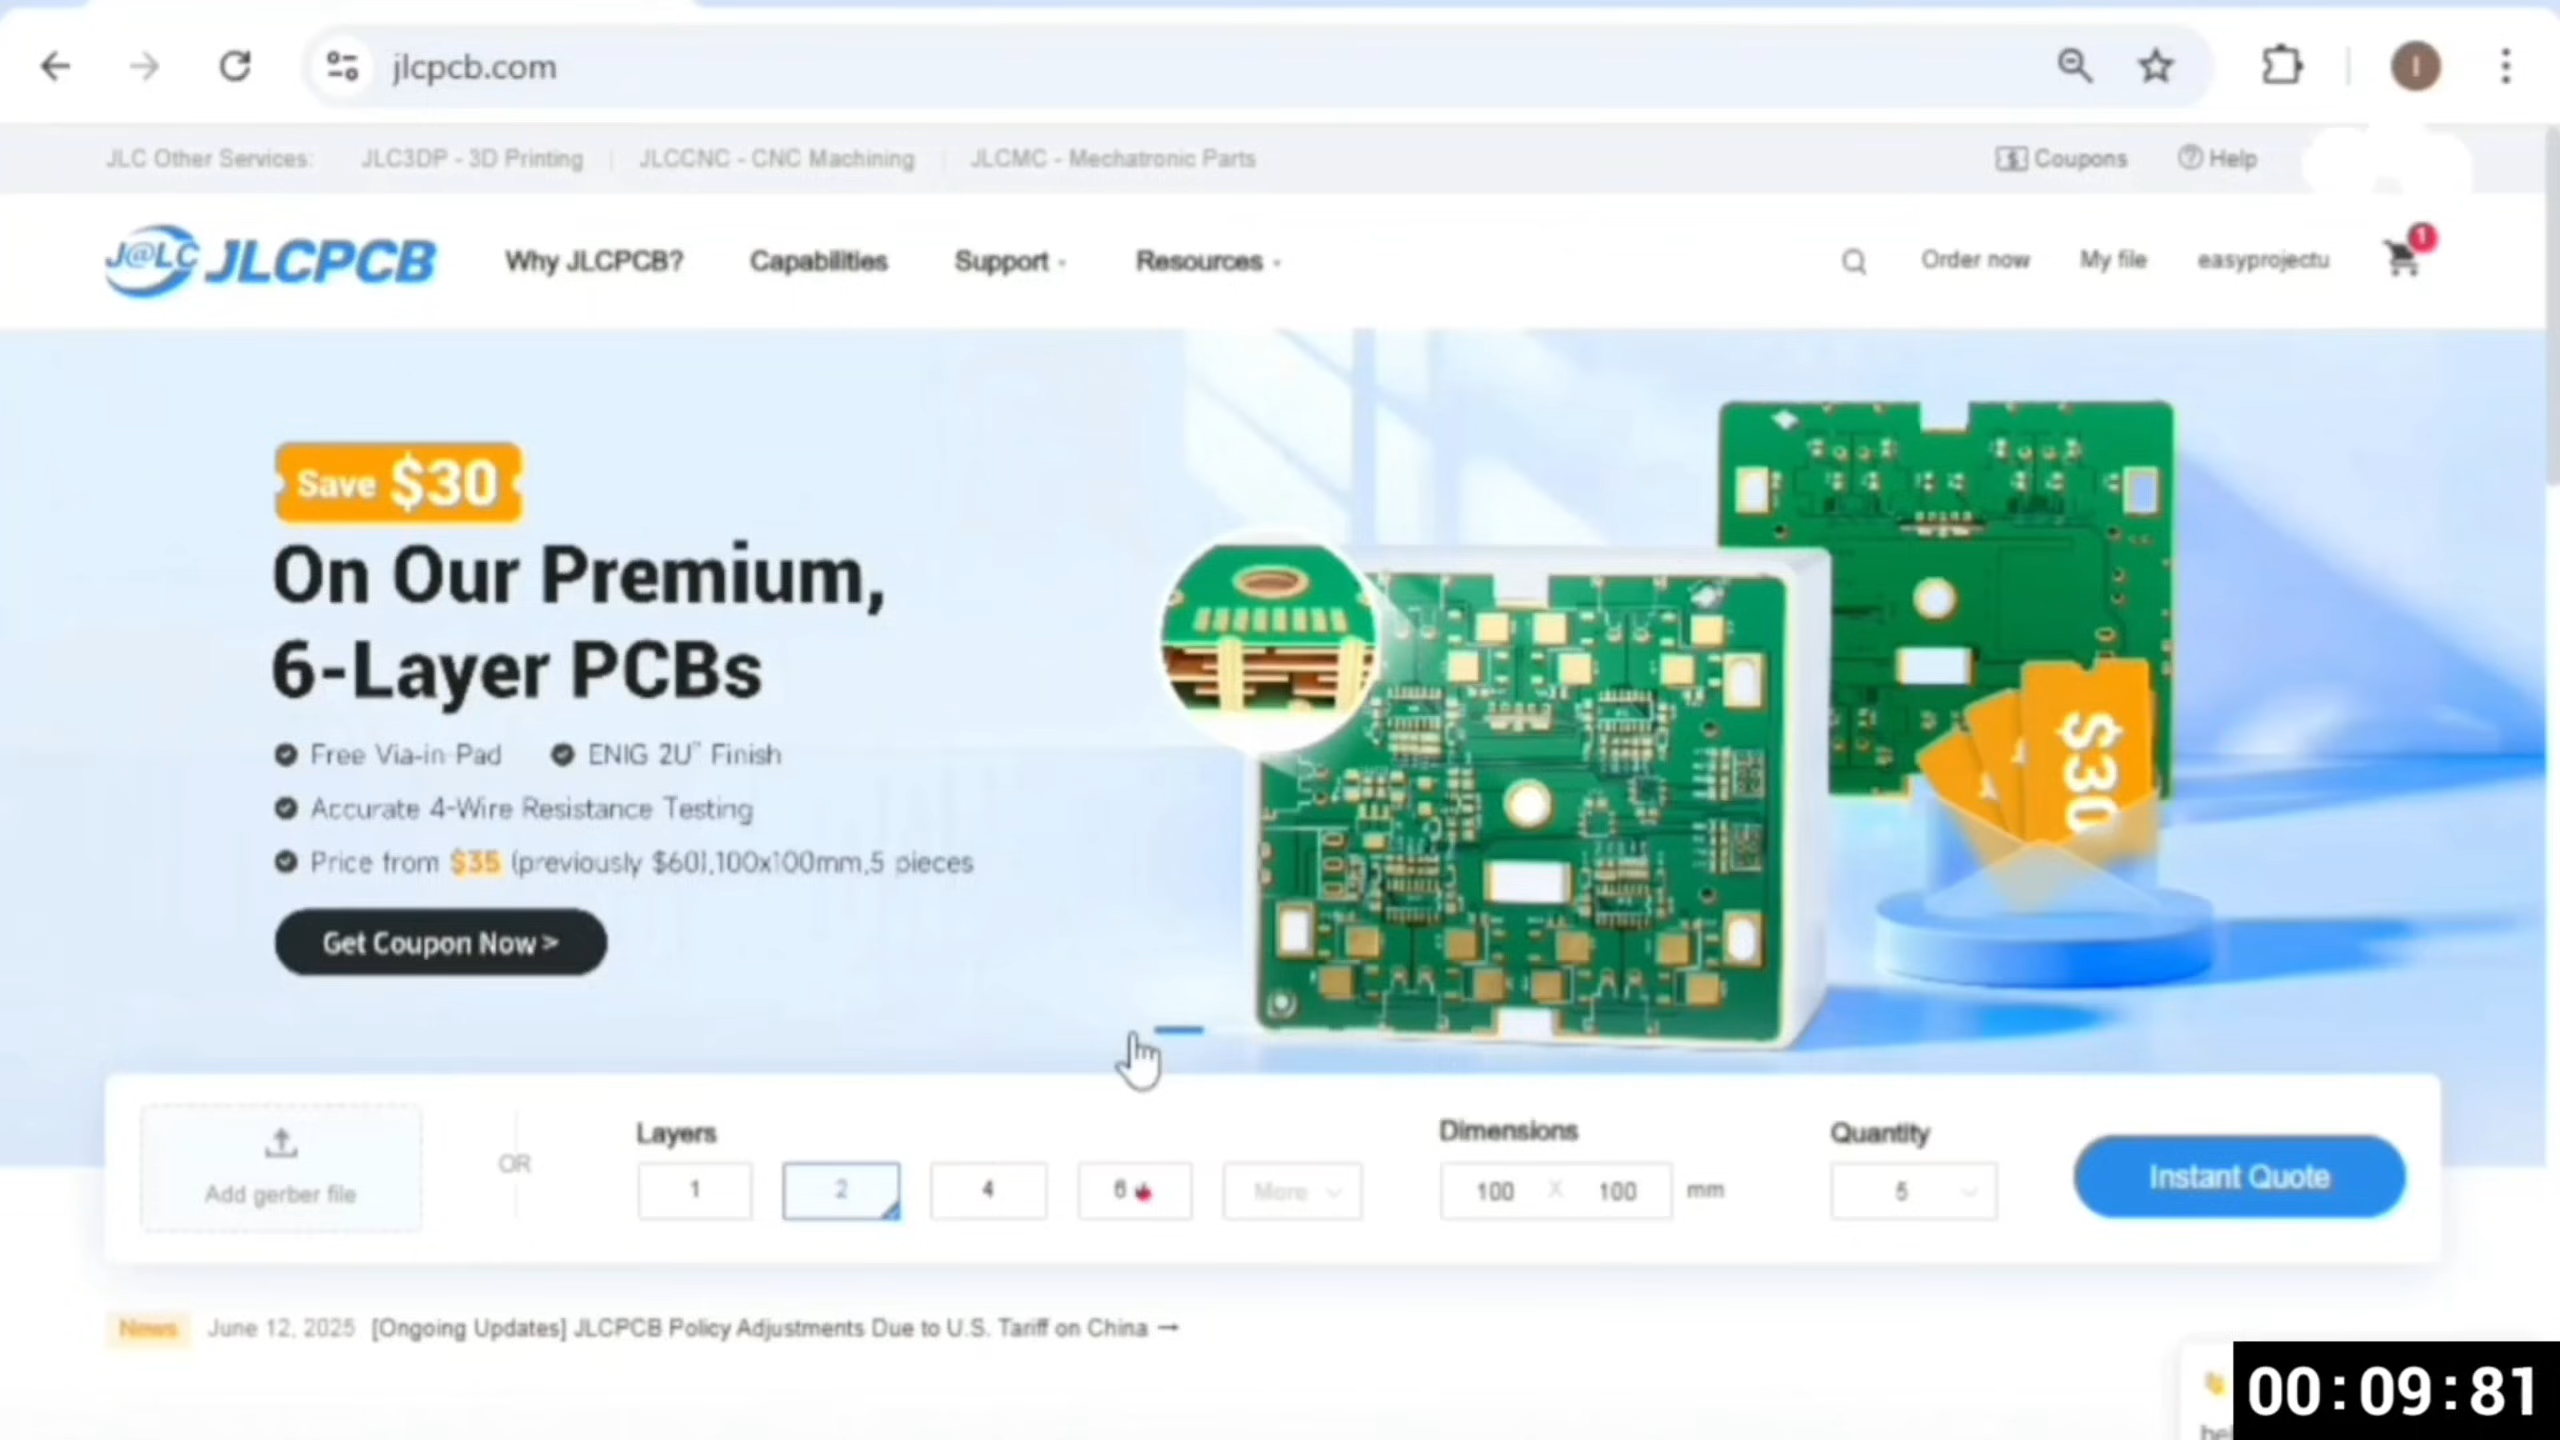 jlcpcb.com
JLC Other Services: JLC3DP - 3D Printing JLCCNC - CNC Machining JLCMC - Mechatronic Parts Coupons Help
J@LC JLCPCB Why JLCPCB? Capabilities Support Resources Order now My file easyprojectu 1
Save $30
On Our Premium,
6-Layer PCBs
Free Via-in-Pad ENIG 2U" Finish
Accurate 4-Wire Resistance Testing
Price from $35 (previously $60),100x100mm,5 pieces
Get Coupon Now >
$30
Layers Dimensions Quantity
Add gerber file OR 1 2 4 6 More 100 X 100 mm 5 Instant Quote
News June 12, 2025 [Ongoing Updates] JLCPCB Policy Adjustments Due to U.S. Tariff on China →
00:09:81